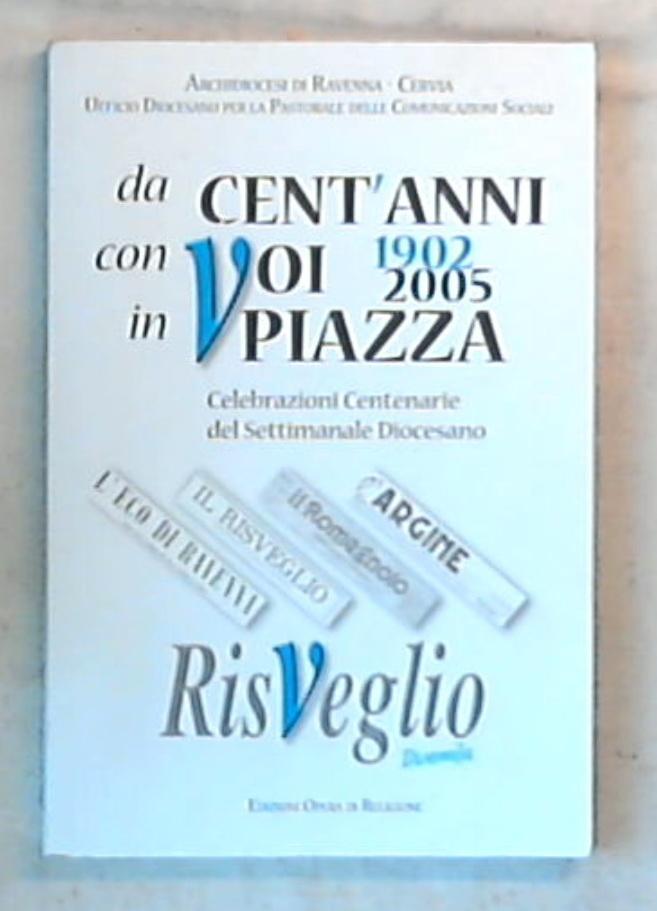 ARCHIDIOCESI DI RAVENNA - CERVIA
UFFICIO DIOCESANO PER LA PASTORALE DELLE COMUNICAZIONI SOCIALI
da CENT'ANNI
con VOI 1902
2005
in PIAZZA
Celebrazioni Centenarie
del Settimanale Diocesano
L'ECO DI RAVENNA
IL RISVEGLIO
il Romagnolo
L'ARGINE
RisVeglio
EDIZIONI OPERA DI RELIGIONE